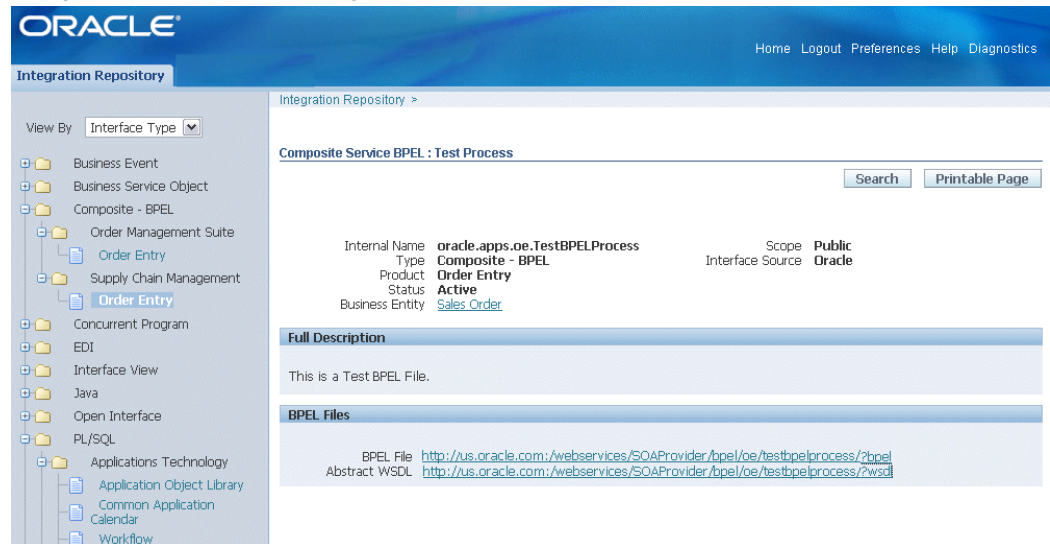 ORACLE®
Home Logout Preferences Help Diagnostics
Integration Repository
Integration Repository >
View By Interface Type
Business Event
Business Service Object
Composite - BPEL
Order Management Suite
Order Entry
Supply Chain Management
Order Entry
Concurrent Program
EDI
Interface View
Java
Open Interface
PL/SQL
Applications Technology
Application Object Library
Common Application
Calendar
Workflow
Composite Service BPEL : Test Process
Search Printable Page
Internal Name oracle.apps.oe.TestBPELProcess Scope Public
Type Composite - BPEL Interface Source Oracle
Product Order Entry
Status Active
Business Entity Sales Order
Full Description
This is a Test BPEL File.
BPEL Files
BPEL File http://us.oracle.com:/webservices/SOAProvider/bpel/oe/testbpelprocess/?bpel
Abstract WSDL http://us.oracle.com:/webservices/SOAProvider/bpel/oe/testbpelprocess/?wsdl